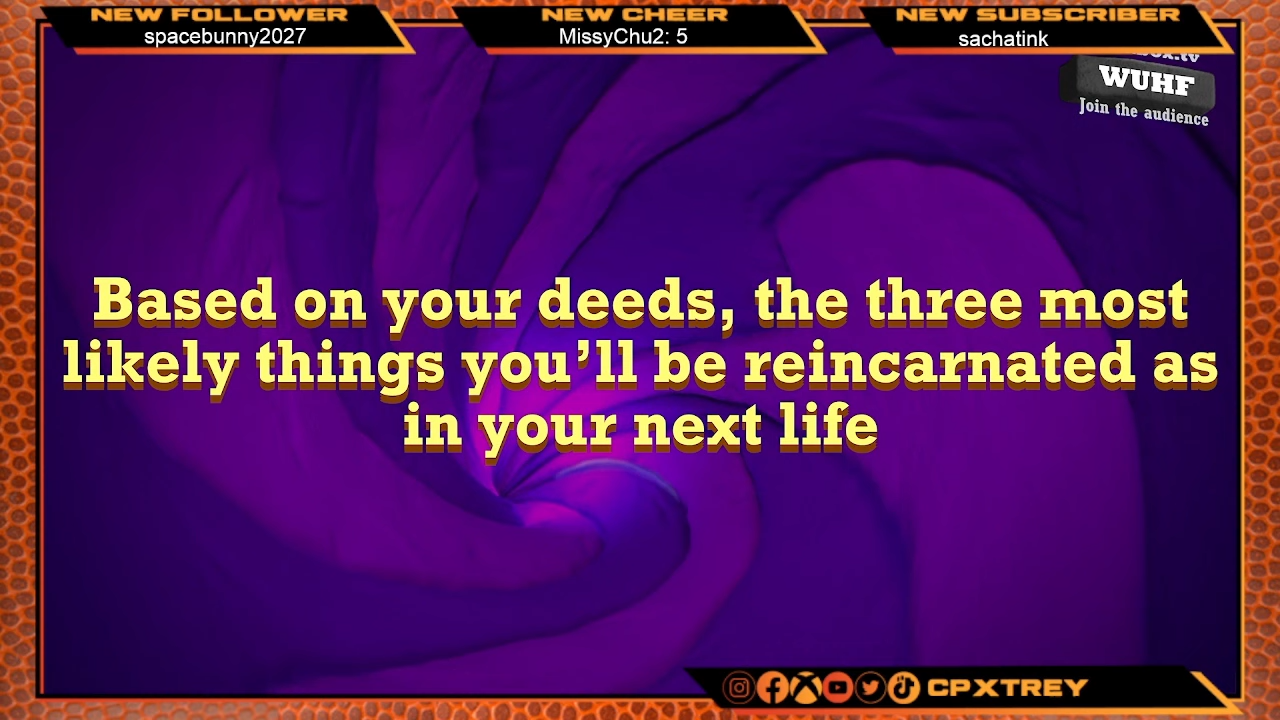 NEW FOLLOWER
spacebunny2027
NEW CHEER
MissyChu2: 5
NEW SUBSCRIBER
sachatink
WUHF
Join the audience
Based on your deeds, the three most
likely things you’ll be reincarnated as
in your next life
CPXTREY